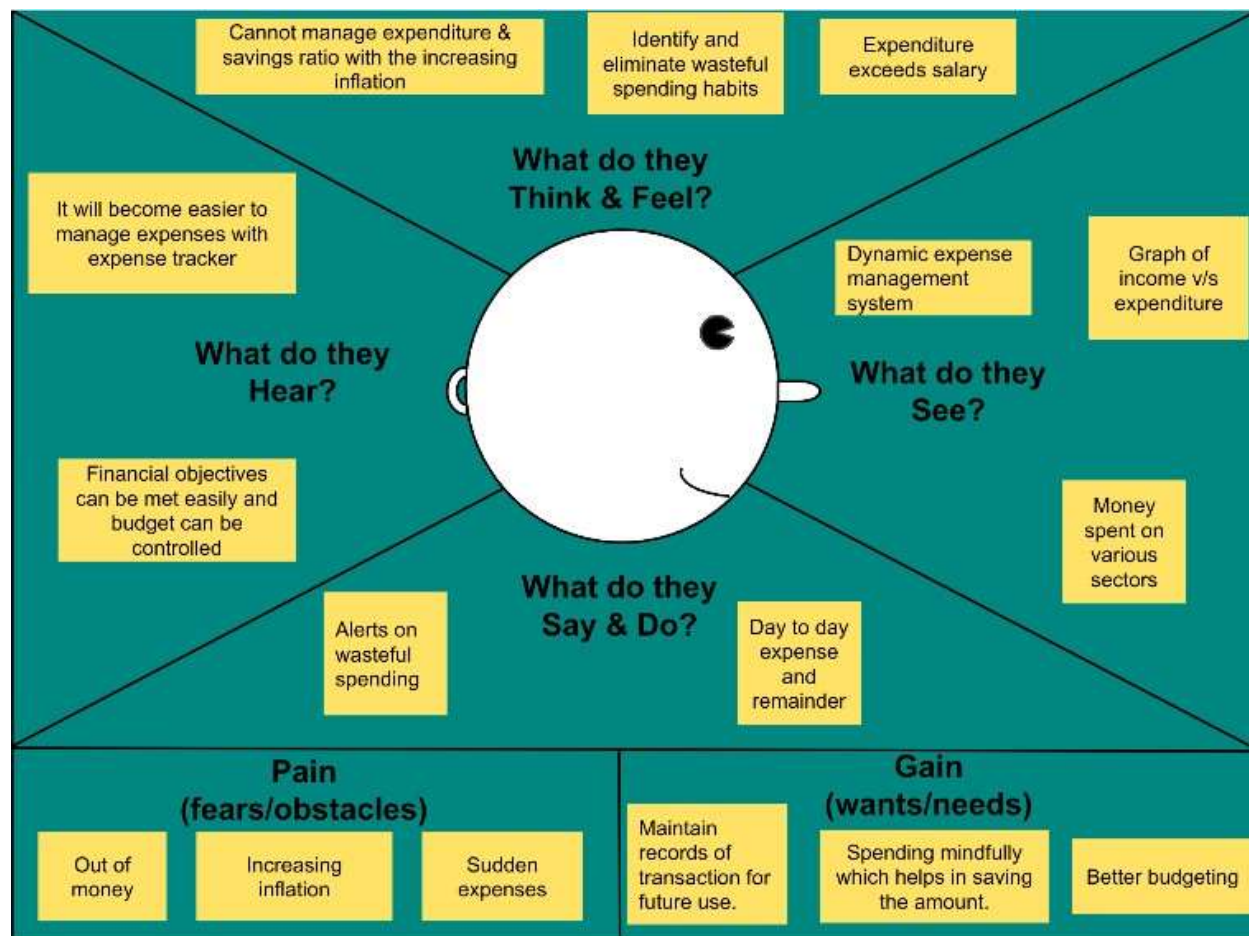 Cannot manage expenditure &
savings ratio with the increasing
inflation
Identify and
eliminate wasteful
spending habits
Expenditure
exceeds salary
What do they
Think & Feel?
It will become easier to
manage expenses with
expense tracker
What do they
Hear?
Financial objectives
can be met easily and
budget can be
controlled
Dynamic expense
management
system
Graph of
income v/s
expenditure
What do they
See?
Money
spent on
various
sectors
What do they
Say & Do?
Alerts on
wasteful
spending
Day to day
expense
and
remainder
Pain
(fears/obstacles)
Out of
money
Increasing
inflation
Sudden
expenses
Gain
(wants/needs)
Maintain
records of
transaction for
future use.
Spending mindfully
which helps in saving
the amount.
Better budgeting